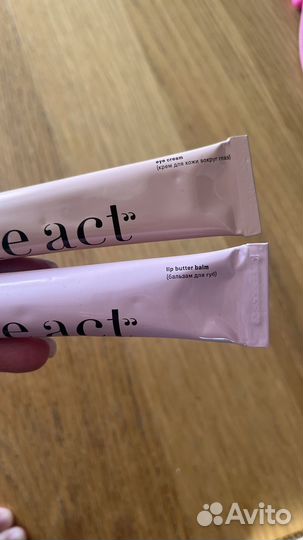 eye cream
(крем для кожи вокруг глаз)
e act”
lip butter balm
(бальзам для губ)
e act”
Avito